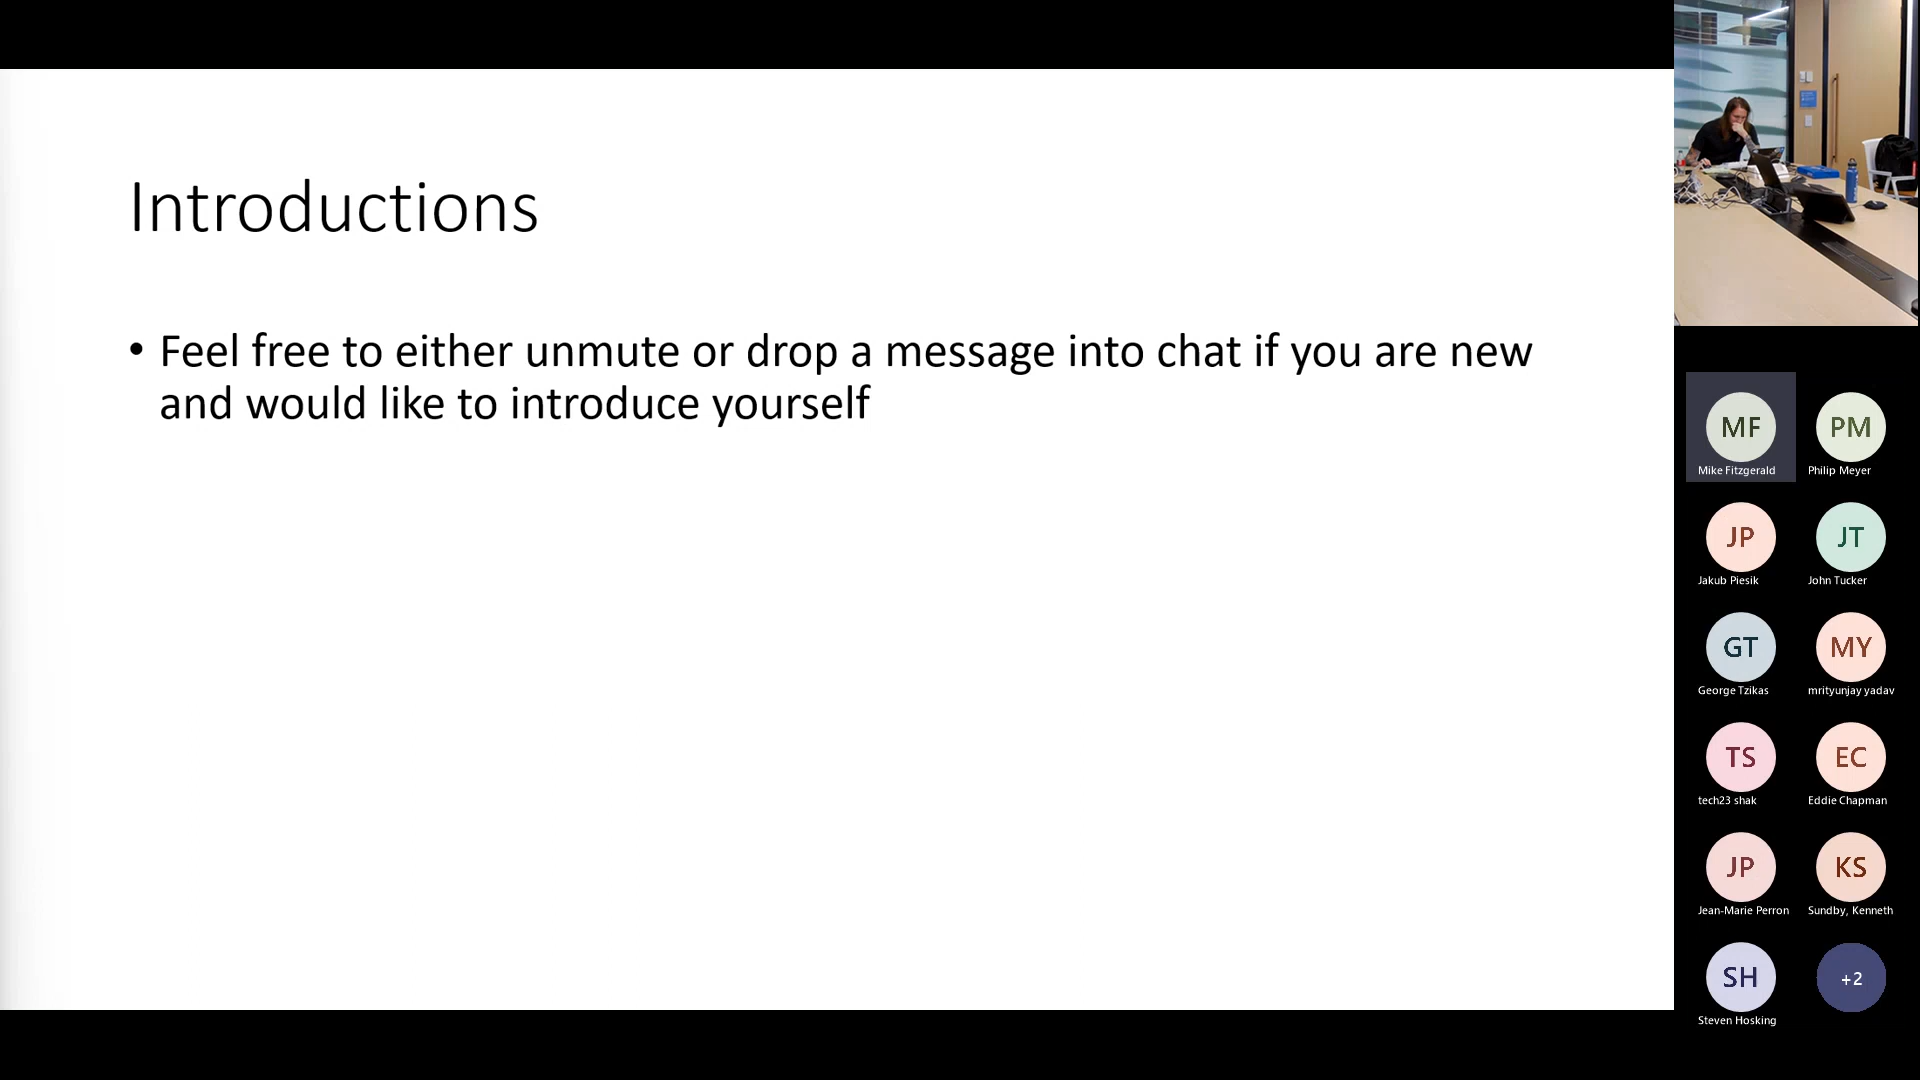 Introductions
• Feel free to either unmute or drop a message into chat if you are new
and would like to introduce yourself
MF
Mike Fitzgerald
PM
Philip Meyer
JP
Jakub Piesik
JT
John Tucker
GT
George Tzikas
MY
mrityunjay yadav
TS
tech23 shak
EC
Eddie Chapman
JP
Jean-Marie Perron
KS
Sundby, Kenneth
SH
Steven Hosking
+2